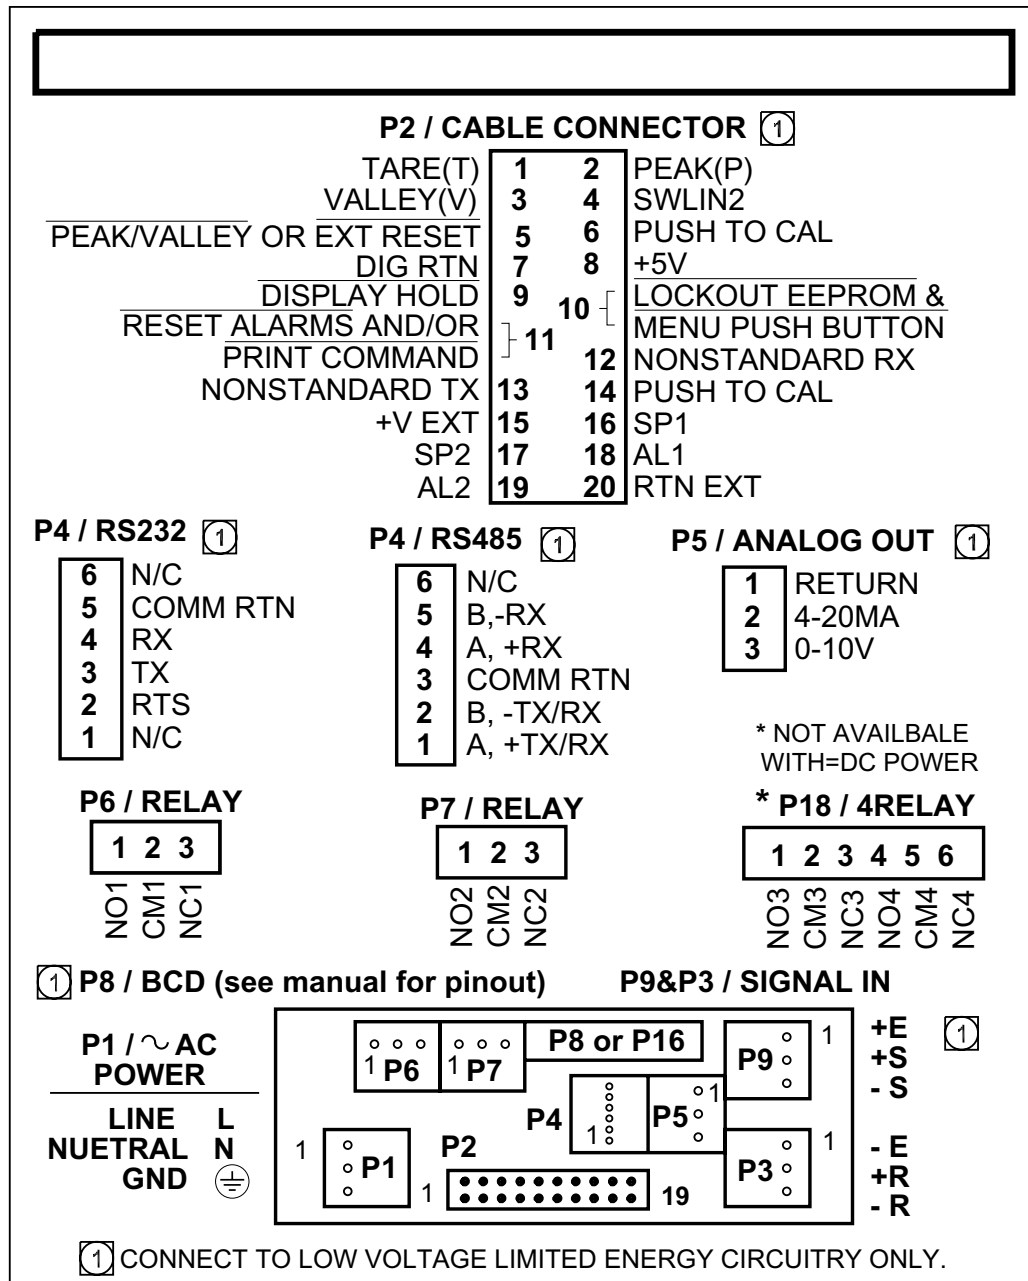 P2 / CABLE CONNECTOR 1
TARE(T) 1 2 PEAK(P)
VALLEY(V) 3 4 SWLIN2
PEAK/VALLEY OR EXT RESET 5 6 PUSH TO CAL
DIG RTN 7 8 +5V
DISPLAY HOLD 9 10 LOCKOUT EEPROM &
MENU PUSH BUTTON
RESET ALARMS AND/OR 11
PRINT COMMAND 12 NONSTANDARD RX
NONSTANDARD TX 13 14 PUSH TO CAL
+V EXT 15 16 SP1
SP2 17 18 AL1
AL2 19 20 RTN EXT
P4 / RS232 1
6 N/C
5 COMM RTN
4 RX
3 TX
2 RTS
1 N/C
P4 / RS485 1
6 N/C
5 B,-RX
4 A, +RX
3 COMM RTN
2 B, -TX/RX
1 A, +TX/RX
P5 / ANALOG OUT 1
1 RETURN
2 4-20MA
3 0-10V
* NOT AVAILBALE
WITH=DC POWER
P6 / RELAY
1 2 3
NO1 CM1 NC1
P7 / RELAY
1 2 3
NO2 CM2 NC2
* P18 / 4RELAY
1 2 3 4 5 6
NO3 CM3 NC3 NO4 CM4 NC4
1 P8 / BCD (see manual for pinout)
P9&P3 / SIGNAL IN
P1 / ~ AC
POWER
LINE L
NUETRAL N
GND
1 P6
1 P7
P8 or P16
P9 1
P4 1
P5 1
1 P1
P2
1 19
P3 1
+E 1
+S
- S
- E
+R
- R
1 CONNECT TO LOW VOLTAGE LIMITED ENERGY CIRCUITRY ONLY.